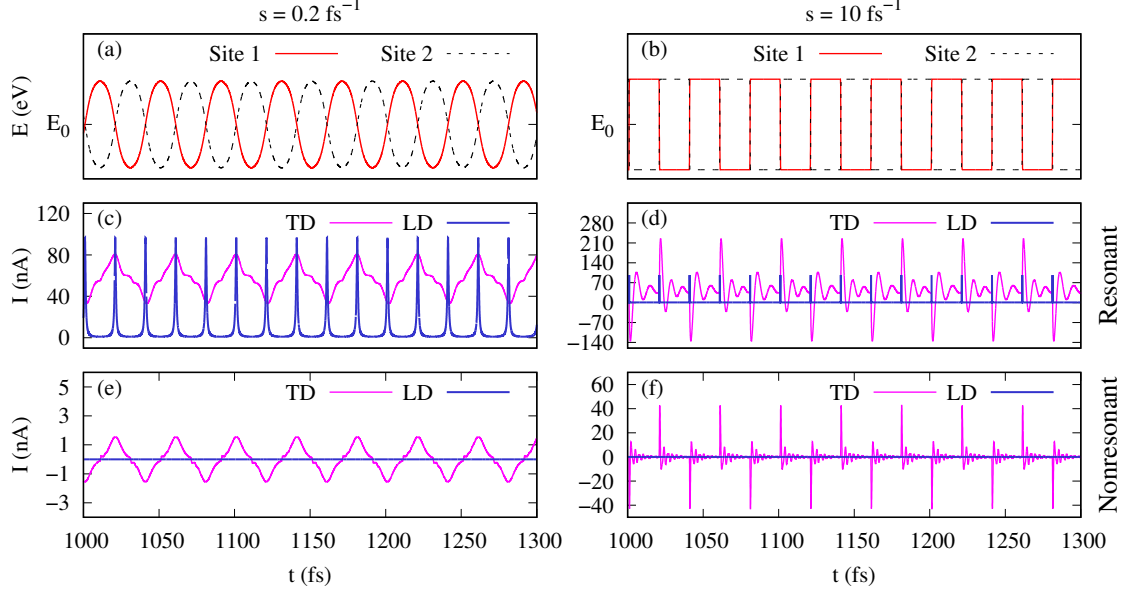 s = 0.2 fs⁻¹
s = 10 fs⁻¹
(a)
Site 1
Site 2
E (eV)
E₀
(b)
Site 1
Site 2
E₀
(c)
TD
LD
I (nA)
120
80
40
0
(d)
TD
LD
280
210
140
70
0
−70
−140
Resonant
(e)
TD
LD
I (nA)
5
3
1
−1
−3
1000
1050
1100
1150
1200
1250
1300
t (fs)
(f)
TD
LD
60
40
20
0
−20
−40
Nonresonant
1000
1050
1100
1150
1200
1250
1300
t (fs)